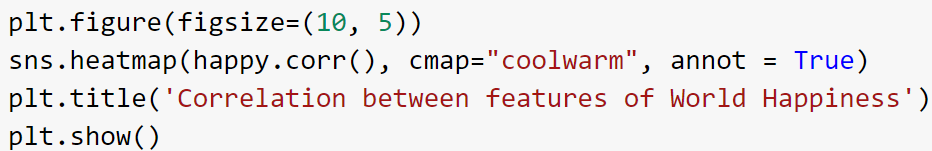 plt.figure(figsize=(10, 5))
sns.heatmap(happy.corr(), cmap="coolwarm", annot = True)
plt.title('Correlation between features of World Happiness')
plt.show()